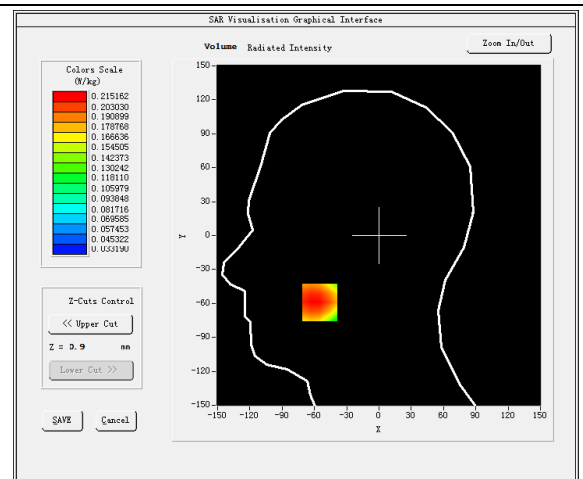 SAR Visualisation Graphical Interface
Volume Radiated Intensity
Zoom In/Out
Colors Scale
(W/kg)
0.215162
0.203030
0.190899
0.178768
0.166636
0.154505
0.142373
0.130242
0.118110
0.105979
0.093848
0.081716
0.069585
0.057453
0.045322
0.033190
Z-Cuts Control
<< Upper Cut
Z = 0.9 mm
Lower Cut >>
SAVE Cancel
150
120
90
60
30
0
-30
-60
-90
-120
-150
Y
-150 -120 -90 -60 -30 0 30 60 90 120 150
X